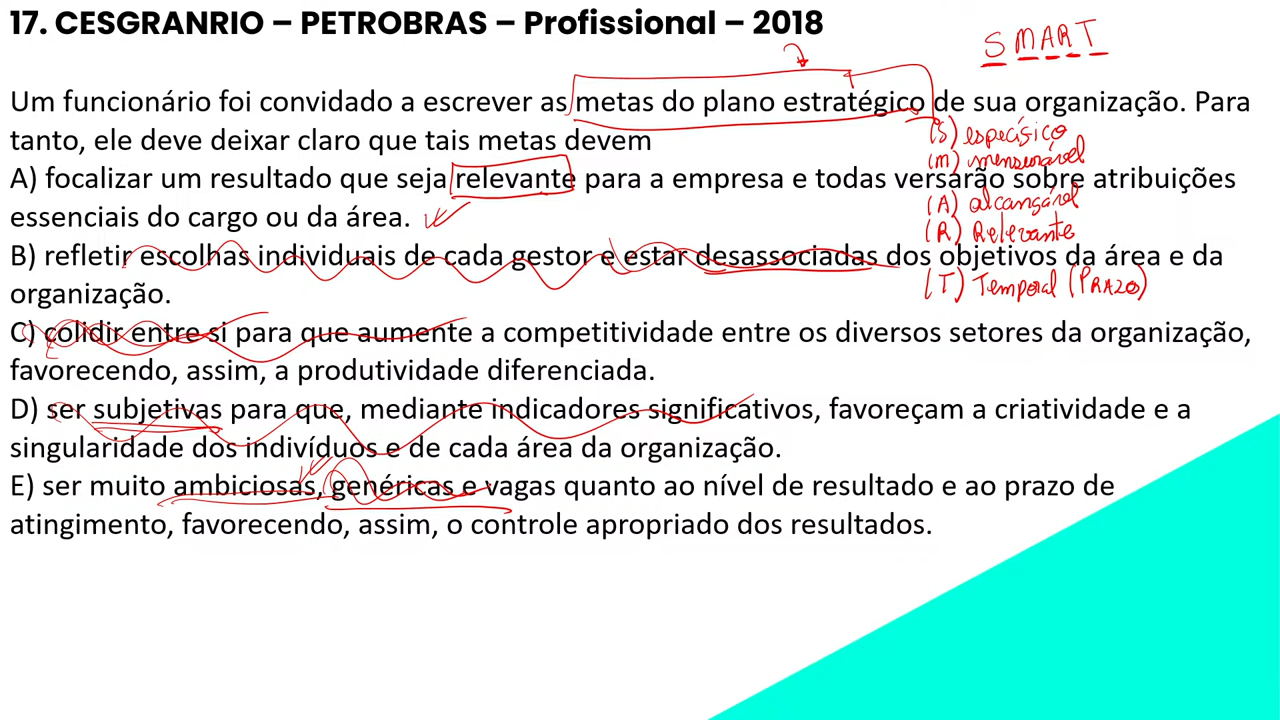 17. CESGRANRIO – PETROBRAS – Profissional – 2018
SMART
Um funcionário foi convidado a escrever as metas do plano estratégico de sua organização. Para
tanto, ele deve deixar claro que tais metas devem
(S) específico
(M) mensurável
A) focalizar um resultado que seja relevante para a empresa e todas versarão sobre atribuições
essenciais do cargo ou da área.
(A) alcançável
(R) Relevante
B) refletir escolhas individuais de cada gestor e estar desassociadas dos objetivos da área e da
organização.
(T) Temporal (PRAZO)
C) colidir entre si para que aumente a competitividade entre os diversos setores da organização,
favorecendo, assim, a produtividade diferenciada.
D) ser subjetivas para que, mediante indicadores significativos, favoreçam a criatividade e a
singularidade dos indivíduos e de cada área da organização.
E) ser muito ambiciosas, genéricas e vagas quanto ao nível de resultado e ao prazo de
atingimento, favorecendo, assim, o controle apropriado dos resultados.